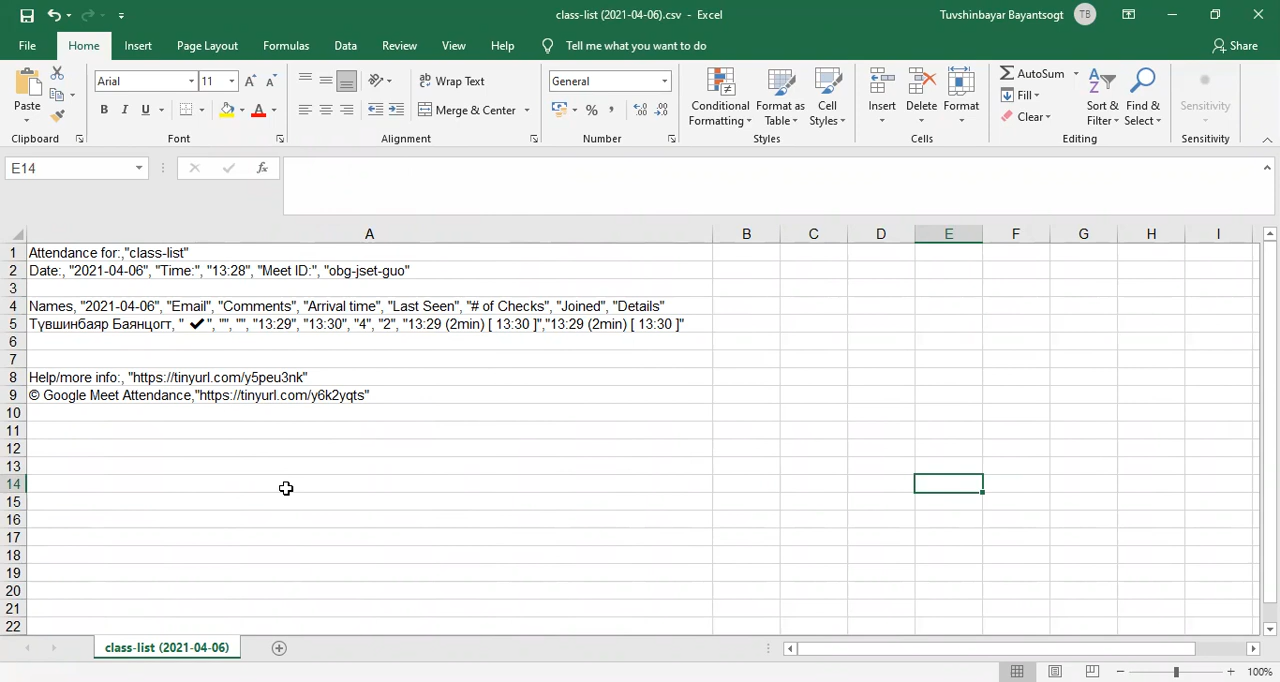 class-list (2021-04-06).csv - Excel
Tuvshinbayar Bayantsogt TB
File Home Insert Page Layout Formulas Data Review View Help Tell me what you want to do Share
Paste
Arial 11
B I U
A
Wrap Text
Merge & Center
General
%
Conditional Formatting
Format as Table
Cell Styles
Insert
Delete
Format
AutoSum
Fill
Clear
Sort & Filter
Find & Select
Sensitivity
Clipboard Font Alignment Number Styles Cells Editing Sensitivity
E14 fx
A B C D E F G H I
1 Attendance for:,"class-list"
2 Date:, "2021-04-06", "Time:", "13:28", "Meet ID:", "obg-jset-guo"
3
4 Names, "2021-04-06", "Email", "Comments", "Arrival time", "Last Seen", "# of Checks", "Joined", "Details"
5 Түвшинбаяр Баянцогт, " ✔ ", "", "", "13:29", "13:30", "4", "2", "13:29 (2min) [ 13:30 ]","13:29 (2min) [ 13:30 ]"
6
7
8 Help/more info:, "https://tinyurl.com/y5peu3nk"
9 © Google Meet Attendance,"https://tinyurl.com/y6k2yqts"
10
11
12
13
14
15
16
17
18
19
20
21
22
class-list (2021-04-06)
100%